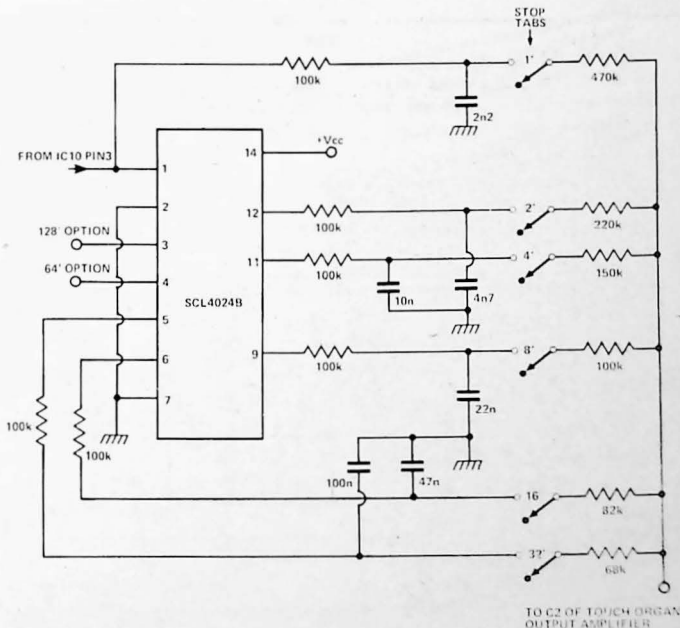 STOP
TABS
1'
100k
470k
2n2
+Vcc
14
FROM IC10 PIN3
1
2
12
2'
100k
220k
128' OPTION
3
11
4'
100k
150k
64' OPTION
4
10n
4n7
SCL4024B
5
6
9
8'
100k
100k
7
22n
100k
100k
100n
47n
16
82k
32'
68k
TO C2 OF TOUCH ORGAN
OUTPUT AMPLIFIER